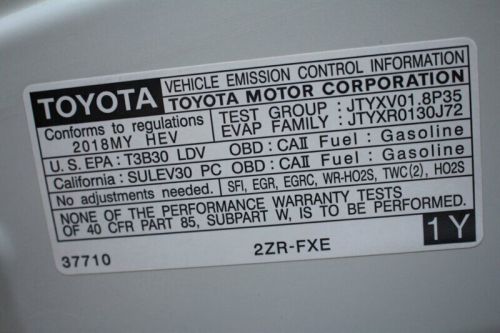 TOYOTA
VEHICLE EMISSION CONTROL INFORMATION
TOYOTA MOTOR CORPORATION
Conforms to regulations
2018MY HEV
TEST GROUP : JTYXV01.8P35
EVAP FAMILY : JTYXR0130J72
U.S. EPA : T3B30 LDV OBD : CAII Fuel : Gasoline
California : SULEV30 PC OBD : CAII Fuel : Gasoline
No adjustments needed. SFI, EGR, EGRC, WR-HO2S, TWC(2), HO2S
NONE OF THE PERFORMANCE WARRANTY TESTS
OF 40 CFR PART 85, SUBPART W, IS TO BE PERFORMED.
37710 2ZR-FXE 1Y